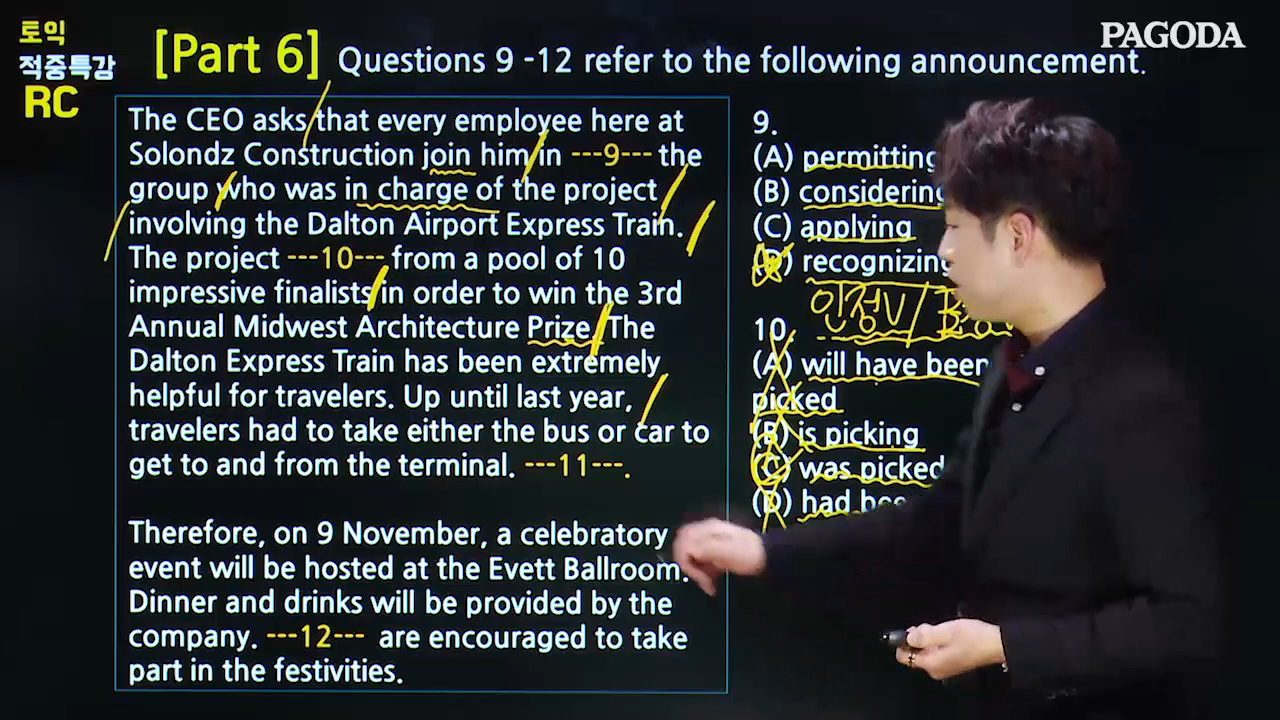 토익
적중특강
RC
[Part 6] Questions 9 -12 refer to the following announcement.
PAGODA
The CEO asks that every employee here at
Solondz Construction join him in ---9--- the
group who was in charge of the project
involving the Dalton Airport Express Train.
The project ---10--- from a pool of 10
impressive finalists in order to win the 3rd
Annual Midwest Architecture Prize. The
Dalton Express Train has been extremely
helpful for travelers. Up until last year,
travelers had to take either the bus or car to
get to and from the terminal. ---11---.
Therefore, on 9 November, a celebratory
event will be hosted at the Evett Ballroom.
Dinner and drinks will be provided by the
company. ---12--- are encouraged to take
part in the festivities.
9.
(A) permitting
(B) considering
(C) applying
(D) recognizing
인정V
10
(A) will have been
picked
(B) is picking
(C) was picked
(D) had